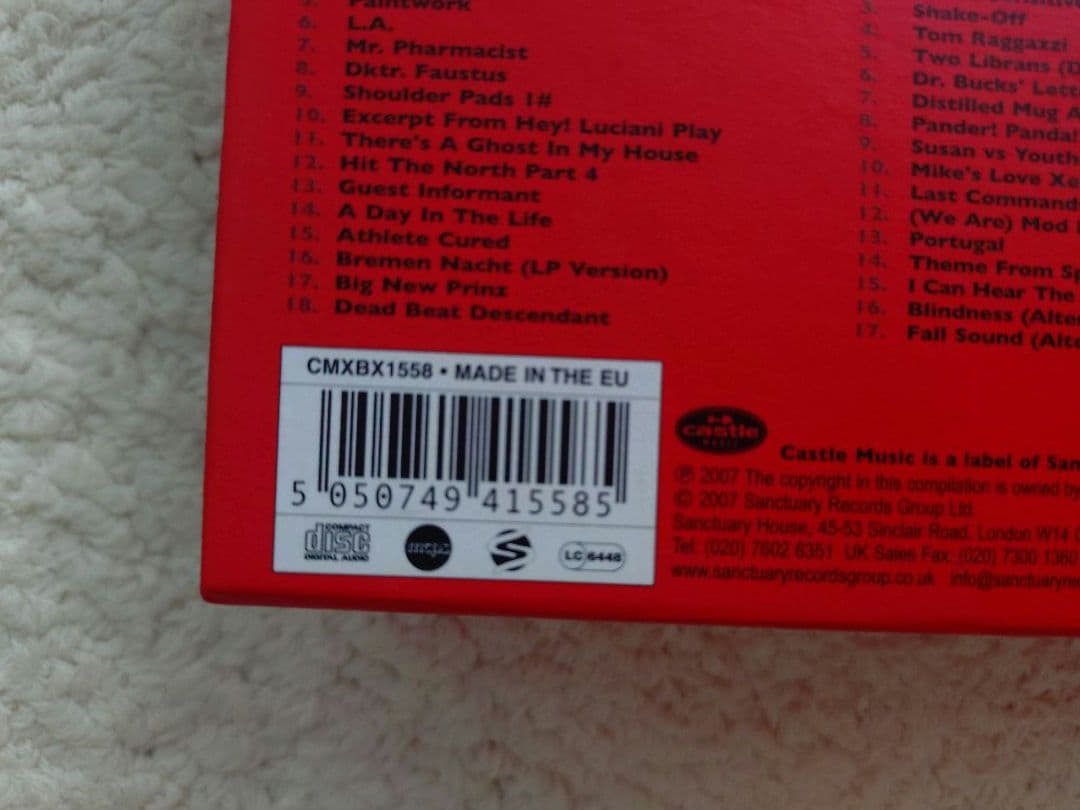 5. Paintwork
6. L.A.
7. Mr. Pharmacist
8. Dktr. Faustus
9. Shoulder Pads 1#
10. Excerpt From Hey! Luciani Play
11. There's A Ghost In My House
12. Hit The North Part 4
13. Guest Informant
14. A Day In The Life
15. Athlete Cured
16. Bremen Nacht (LP Version)
17. Big New Prinz
18. Dead Beat Descendant
3. Shake-Off
4. Tom Raggazzi
5. Two Librans (D
6. Dr. Bucks' Lett
7. Distilled Mug A
8. Pander! Panda!
9. Susan vs Youth
10. Mike's Love Xe
11. Last Command
12. (We Are) Mod
13. Portugal
14. Theme From Sp
15. I Can Hear The
16. Blindness (Alte
17. Fall Sound (Alte
CMXBX1558 • MADE IN THE EU
5 050749 415585
COMPACT disc DIGITAL AUDIO
mcps
S
LC 6448
castle
MUSIC
Castle Music is a label of San
℗ 2007 The copyright in this compilation is owned by
© 2007 Sanctuary Records Group Ltd.
Sanctuary House, 45-53 Sinclair Road, London W14
Tel: (020) 7602 6351 UK Sales Fax: (020) 7300 1360
www.sanctuaryrecordsgroup.co.uk info@sanctuaryre